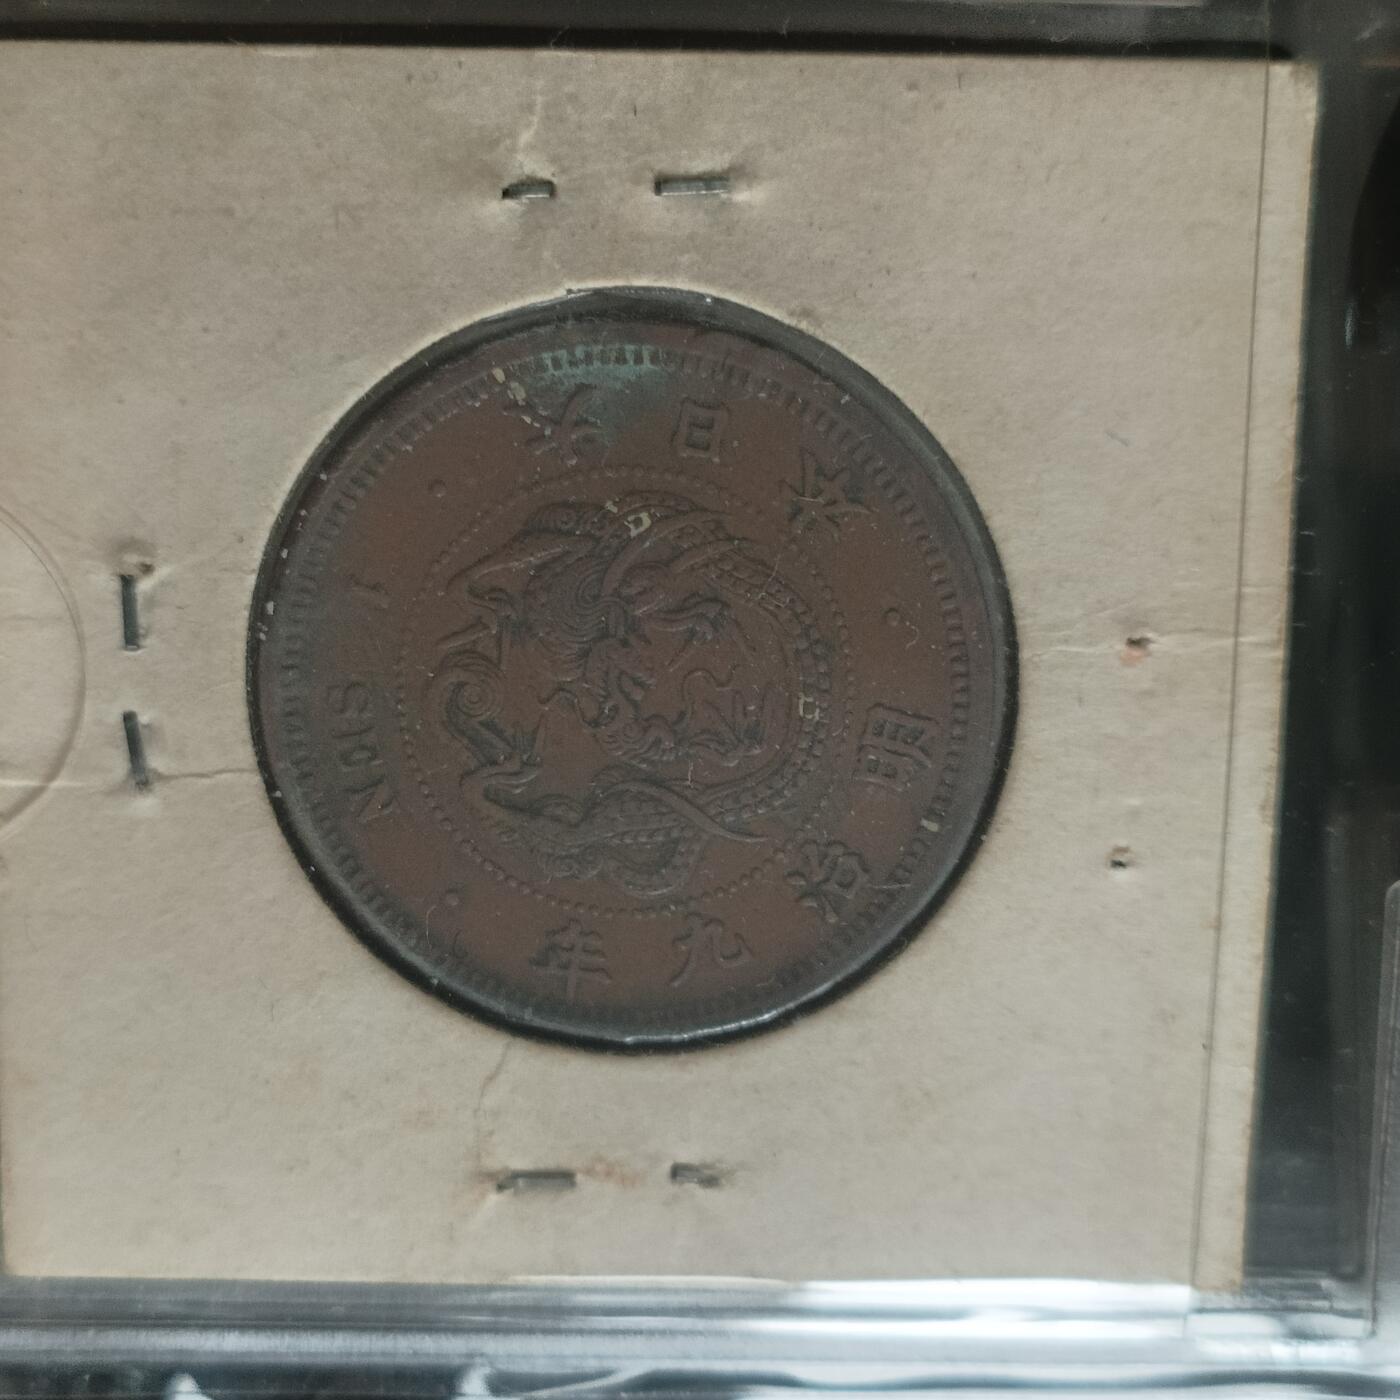 大日本 · 明治九年 · 1 SEN ·